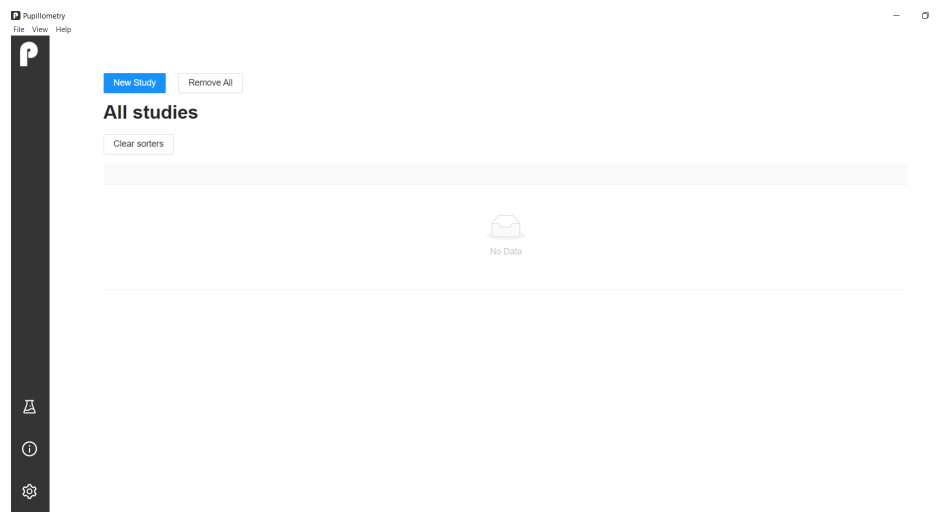 Pupillometry
File View Help
New Study Remove All
All studies
Clear sorters
No Data